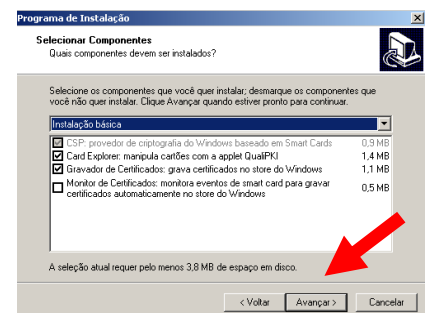 Programa de Instalação
Selecionar Componentes
Quais componentes devem ser instalados?
Selecione os componentes que você quer instalar; desmarque os componentes que
você não quer instalar. Clique Avançar quando estiver pronto para continuar.
Instalação básica
CSP: provedor de criptografia do Windows baseado em Smart Cards 0,9 MB
Card Explorer: manipula cartões com a applet QualiPKI 1,4 MB
Gravador de Certificados: grava certificados no store do Windows 1,1 MB
Monitor de Certificados: monitora eventos de smart card para gravar 0,5 MB
certificados automaticamente no store do Windows
A seleção atual requer pelo menos 3,8 MB de espaço em disco.
< Voltar Avançar > Cancelar